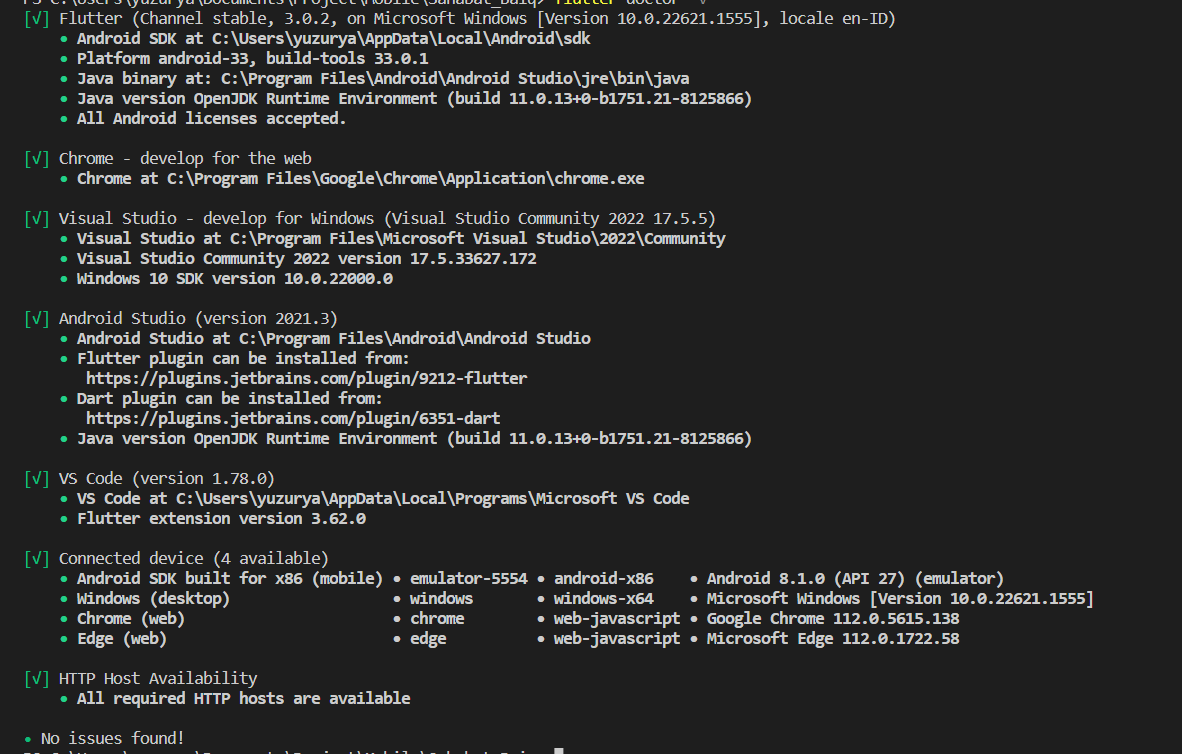 [√] Flutter (Channel stable, 3.0.2, on Microsoft Windows [Version 10.0.22621.1555], locale en-ID)
• Android SDK at C:\Users\yuzurya\AppData\Local\Android\sdk
• Platform android-33, build-tools 33.0.1
• Java binary at: C:\Program Files\Android\Android Studio\jre\bin\java
• Java version OpenJDK Runtime Environment (build 11.0.13+0-b1751.21-8125866)
• All Android licenses accepted.
[√] Chrome - develop for the web
• Chrome at C:\Program Files\Google\Chrome\Application\chrome.exe
[√] Visual Studio - develop for Windows (Visual Studio Community 2022 17.5.5)
• Visual Studio at C:\Program Files\Microsoft Visual Studio\2022\Community
• Visual Studio Community 2022 version 17.5.33627.172
• Windows 10 SDK version 10.0.22000.0
[√] Android Studio (version 2021.3)
• Android Studio at C:\Program Files\Android\Android Studio
• Flutter plugin can be installed from:
https://plugins.jetbrains.com/plugin/9212-flutter
• Dart plugin can be installed from:
https://plugins.jetbrains.com/plugin/6351-dart
• Java version OpenJDK Runtime Environment (build 11.0.13+0-b1751.21-8125866)
[√] VS Code (version 1.78.0)
• VS Code at C:\Users\yuzurya\AppData\Local\Programs\Microsoft VS Code
• Flutter extension version 3.62.0
[√] Connected device (4 available)
• Android SDK built for x86 (mobile) • emulator-5554 • android-x86 • Android 8.1.0 (API 27) (emulator)
• Windows (desktop) • windows • windows-x64 • Microsoft Windows [Version 10.0.22621.1555]
• Chrome (web) • chrome • web-javascript • Google Chrome 112.0.5615.138
• Edge (web) • edge • web-javascript • Microsoft Edge 112.0.1722.58
[√] HTTP Host Availability
• All required HTTP hosts are available
• No issues found!